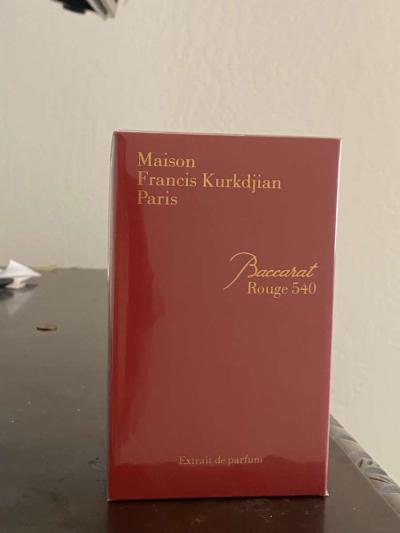 Maison
Francis Kurkdjian
Paris
Baccarat
Rouge 540
Extrait de parfum